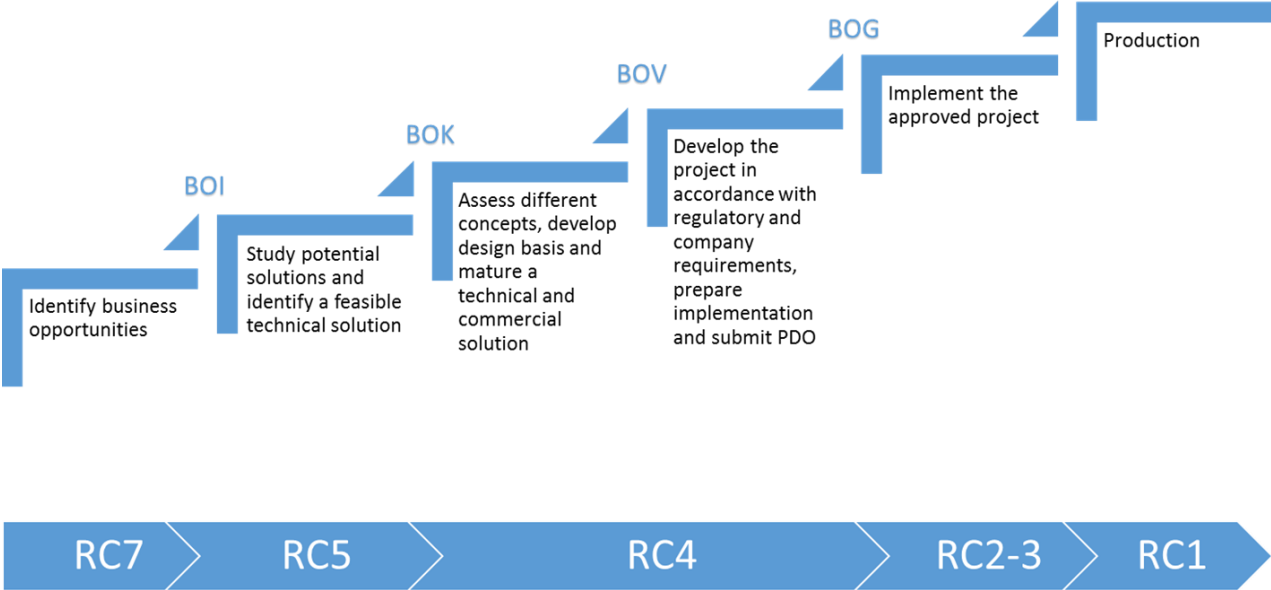 Identify business
opportunities
BOI
Study potential
solutions and
identify a feasible
technical solution
BOK
Assess different
concepts, develop
design basis and
mature a
technical and
commercial
solution
BOV
Develop the
project in
accordance with
regulatory and
company
requirements,
prepare
implementation
and submit PDO
BOG
Implement the
approved project
Production
RC7
RC5
RC4
RC2-3
RC1